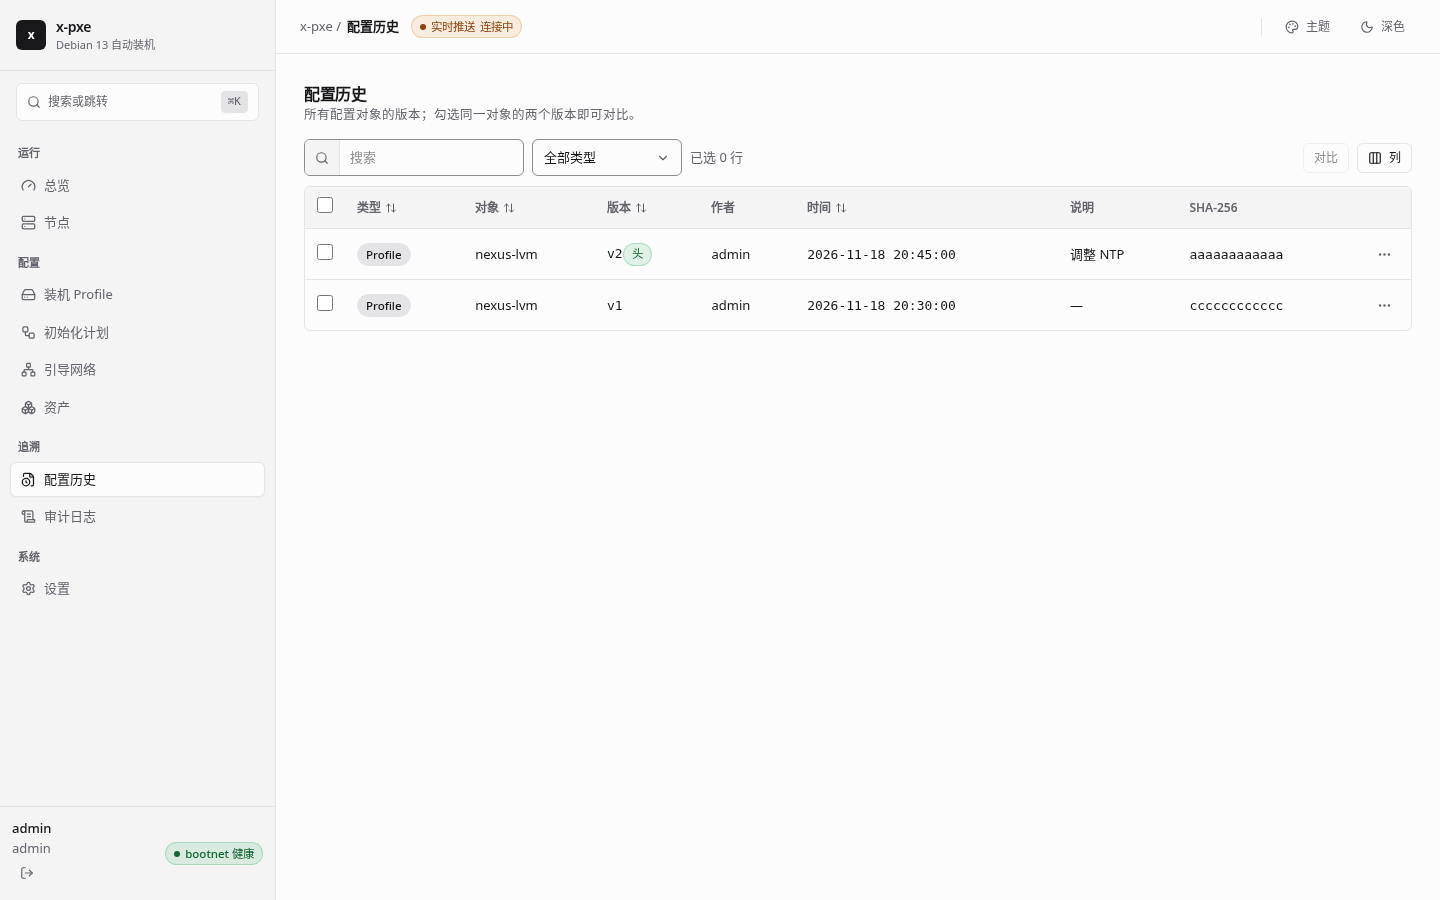 x
x-pxe
Debian 13 自动装机
搜索或跳转
⌘K
运行
总览
节点
配置
装机 Profile
初始化计划
引导网络
资产
追溯
配置历史
审计日志
系统
设置
admin
admin
bootnet 健康
x-pxe / 配置历史 实时推送 连接中
主题
深色
配置历史
所有配置对象的版本；勾选同一对象的两个版本即可对比。
搜索
全部类型
已选 0 行
对比
列
类型 对象 版本 作者 时间 说明 SHA-256
Profile nexus-lvm v2 头 admin 2026-11-18 20:45:00 调整 NTP aaaaaaaaaaaa
Profile nexus-lvm v1 admin 2026-11-18 20:30:00 — cccccccccccc